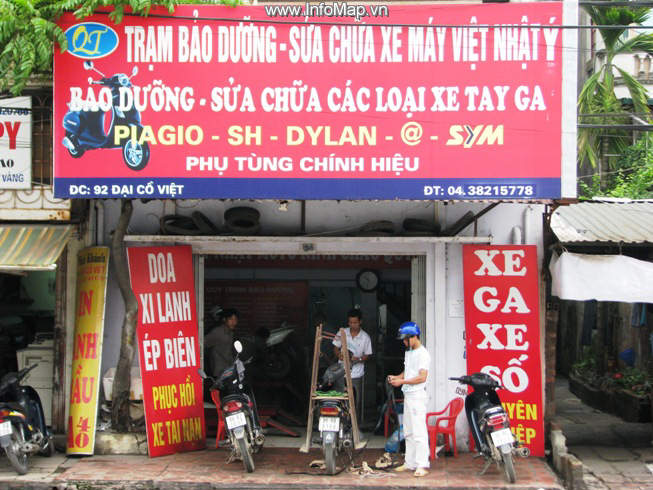 www.InfoMap.vn
QT
TRẠM BẢO DƯỠNG - SỬA CHỮA XE MÁY VIỆT NHẬT Ý
BẢO DƯỠNG - SỬA CHỮA CÁC LOẠI XE TAY GA
PIAGIO - SH - DYLAN - @ - SYM
PHỤ TÙNG CHÍNH HIỆU
ĐC: 92 ĐẠI CỒ VIỆT
ĐT: 04.38215778
DOA
XI LANH
ÉP BIÊN
PHỤC HỒI
XE TAI NẠN
XE
GA
XE
SỐ